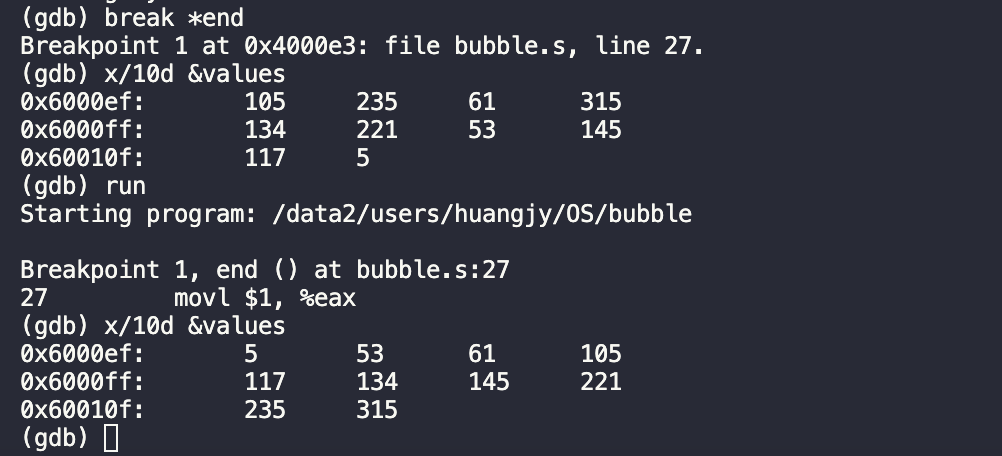 (gdb) break *end
Breakpoint 1 at 0x4000e3: file bubble.s, line 27.
(gdb) x/10d &values
0x6000ef: 105 235 61 315
0x6000ff: 134 221 53 145
0x60010f: 117 5
(gdb) run
Starting program: /data2/users/huangjy/OS/bubble
Breakpoint 1, end () at bubble.s:27
27 movl $1, %eax
(gdb) x/10d &values
0x6000ef: 5 53 61 105
0x6000ff: 117 134 145 221
0x60010f: 235 315
(gdb)